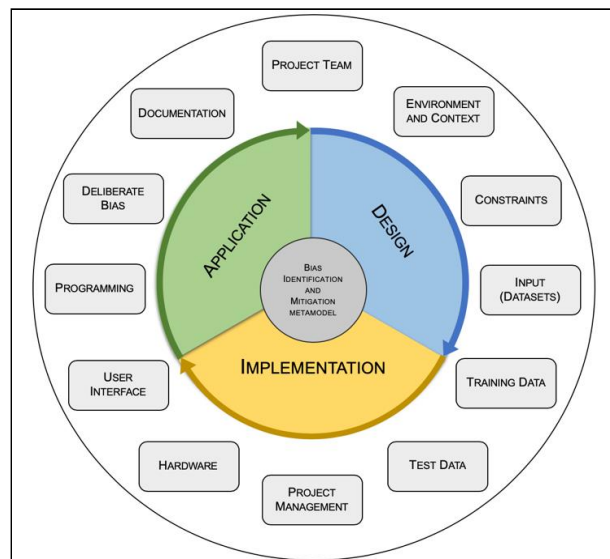 PROJECT TEAM
ENVIRONMENT
AND CONTEXT
CONSTRAINTS
INPUT
(DATASETS)
TRAINING DATA
TEST DATA
PROJECT
MANAGEMENT
HARDWARE
USER
INTERFACE
PROGRAMMING
DELIBERATE
BIAS
DOCUMENTATION
APPLICATION
DESIGN
IMPLEMENTATION
BIAS
IDENTIFICATION
AND
MITIGATION
METAMODEL